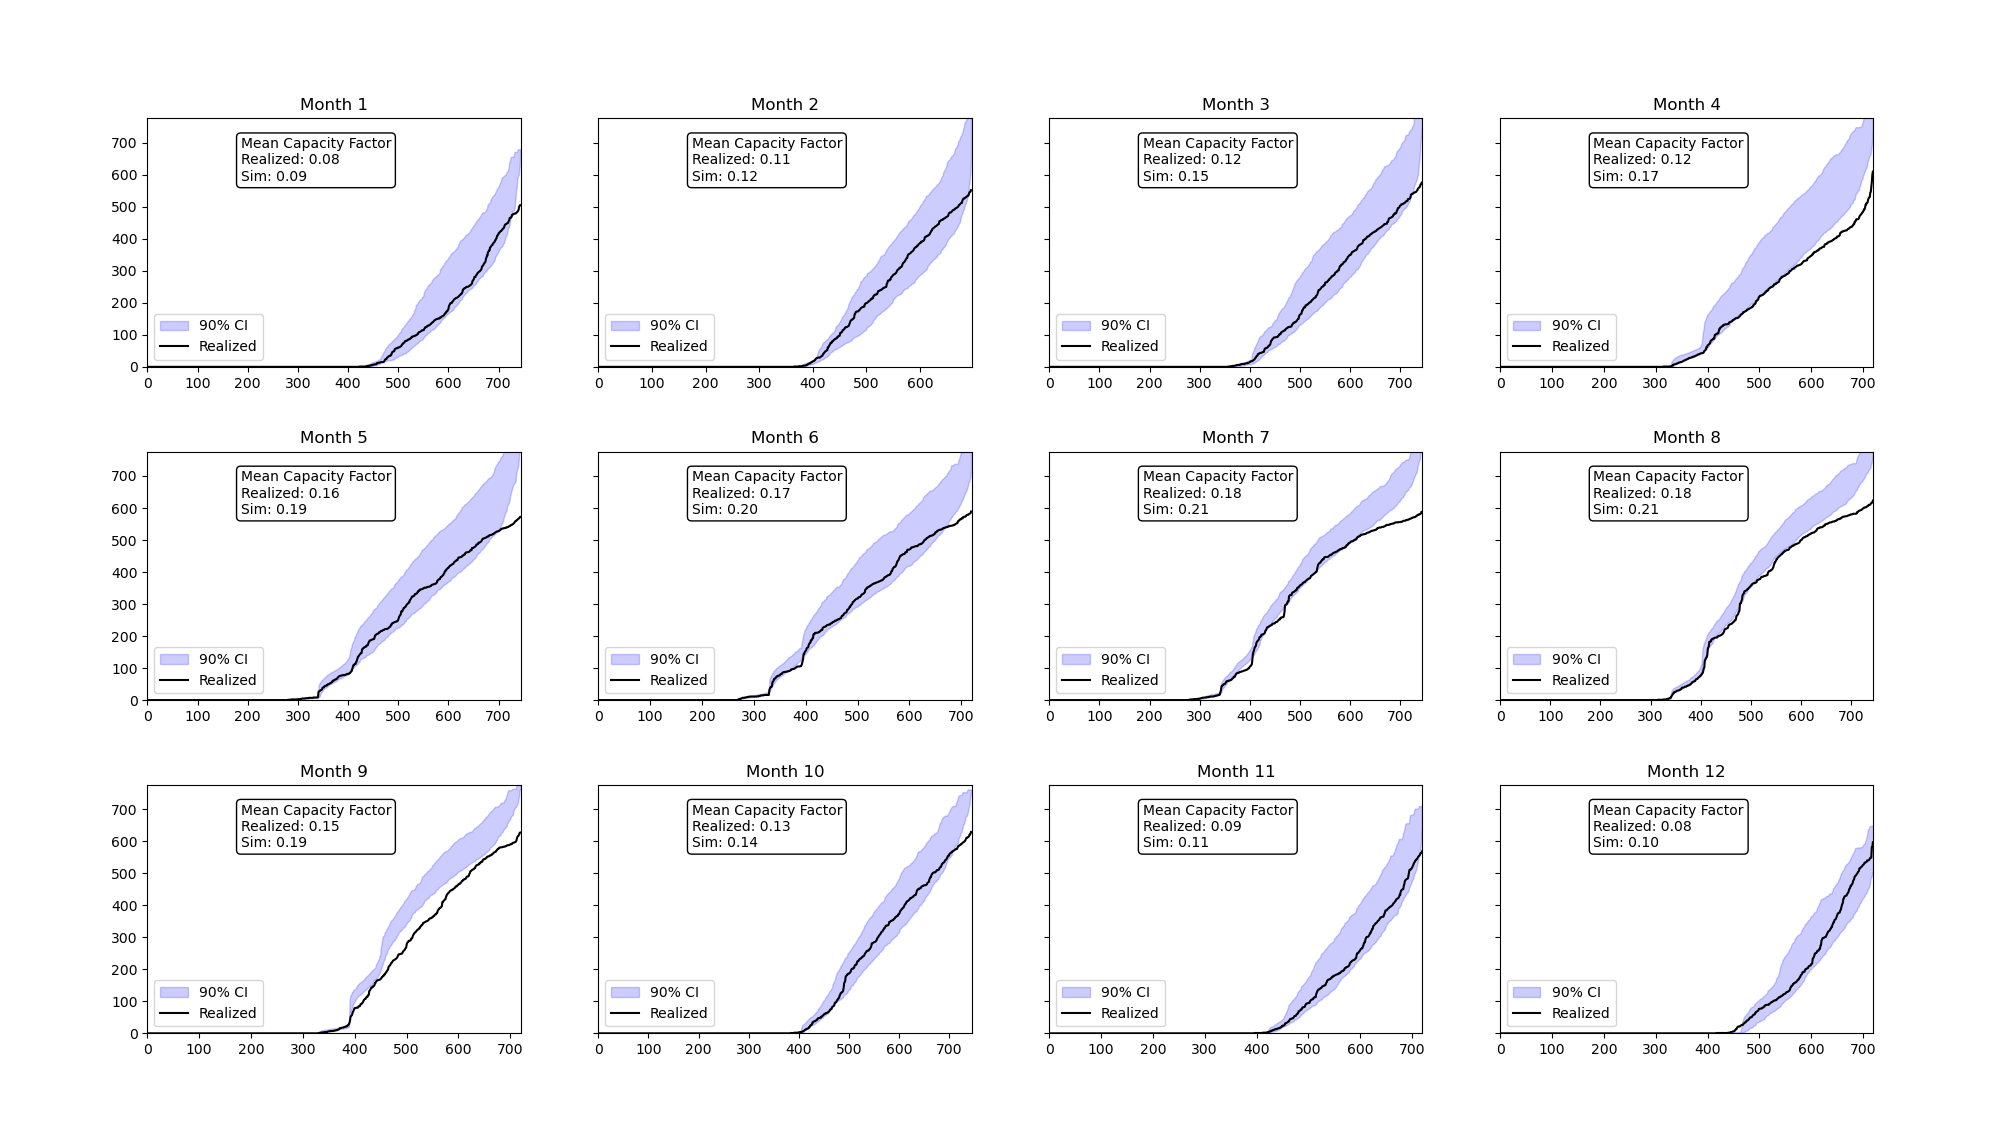 Month 1
Month 2
Month 3
Month 4
Mean Capacity Factor
Realized: 0.08
Sim: 0.09
Mean Capacity Factor
Realized: 0.11
Sim: 0.12
Mean Capacity Factor
Realized: 0.12
Sim: 0.15
Mean Capacity Factor
Realized: 0.12
Sim: 0.17
700
600
500
400
300
200
100
0
90% CI
Realized
90% CI
Realized
90% CI
Realized
90% CI
Realized
0 100 200 300 400 500 600 700
0 100 200 300 400 500 600
0 100 200 300 400 500 600 700
0 100 200 300 400 500 600 700
Month 5
Month 6
Month 7
Month 8
Mean Capacity Factor
Realized: 0.16
Sim: 0.19
Mean Capacity Factor
Realized: 0.17
Sim: 0.20
Mean Capacity Factor
Realized: 0.18
Sim: 0.21
Mean Capacity Factor
Realized: 0.18
Sim: 0.21
700
600
500
400
300
200
100
0
90% CI
Realized
90% CI
Realized
90% CI
Realized
90% CI
Realized
0 100 200 300 400 500 600 700
0 100 200 300 400 500 600 700
0 100 200 300 400 500 600 700
0 100 200 300 400 500 600 700
Month 9
Month 10
Month 11
Month 12
Mean Capacity Factor
Realized: 0.15
Sim: 0.19
Mean Capacity Factor
Realized: 0.13
Sim: 0.14
Mean Capacity Factor
Realized: 0.09
Sim: 0.11
Mean Capacity Factor
Realized: 0.08
Sim: 0.10
700
600
500
400
300
200
100
0
90% CI
Realized
90% CI
Realized
90% CI
Realized
90% CI
Realized
0 100 200 300 400 500 600 700
0 100 200 300 400 500 600 700
0 100 200 300 400 500 600 700
0 100 200 300 400 500 600 700